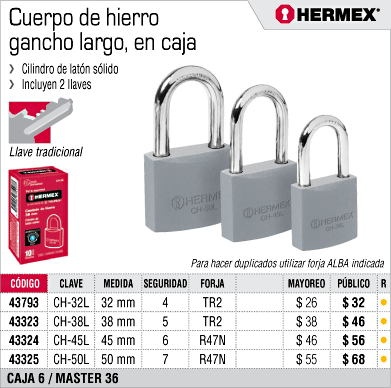 Cuerpo de hierro
gancho largo, en caja
HERMEX®
Cilindro de latón sólido
Incluyen 2 llaves
Llave tradicional
HERMEX
CH-50L
HERMEX
CH-45L
HERMEX
Para hacer duplicados utilizar forja ALBA indicada
CÓDIGO CLAVE MEDIDA SEGURIDAD FORJA MAYOREO PÚBLICO R
43793 CH-32L 32 mm 4 TR2 $ 26 $ 32
43323 CH-38L 38 mm 5 TR2 $ 38 $ 46
43324 CH-45L 45 mm 6 R47N $ 46 $ 56
43325 CH-50L 50 mm 7 R47N $ 55 $ 68
CAJA 6 / MASTER 36